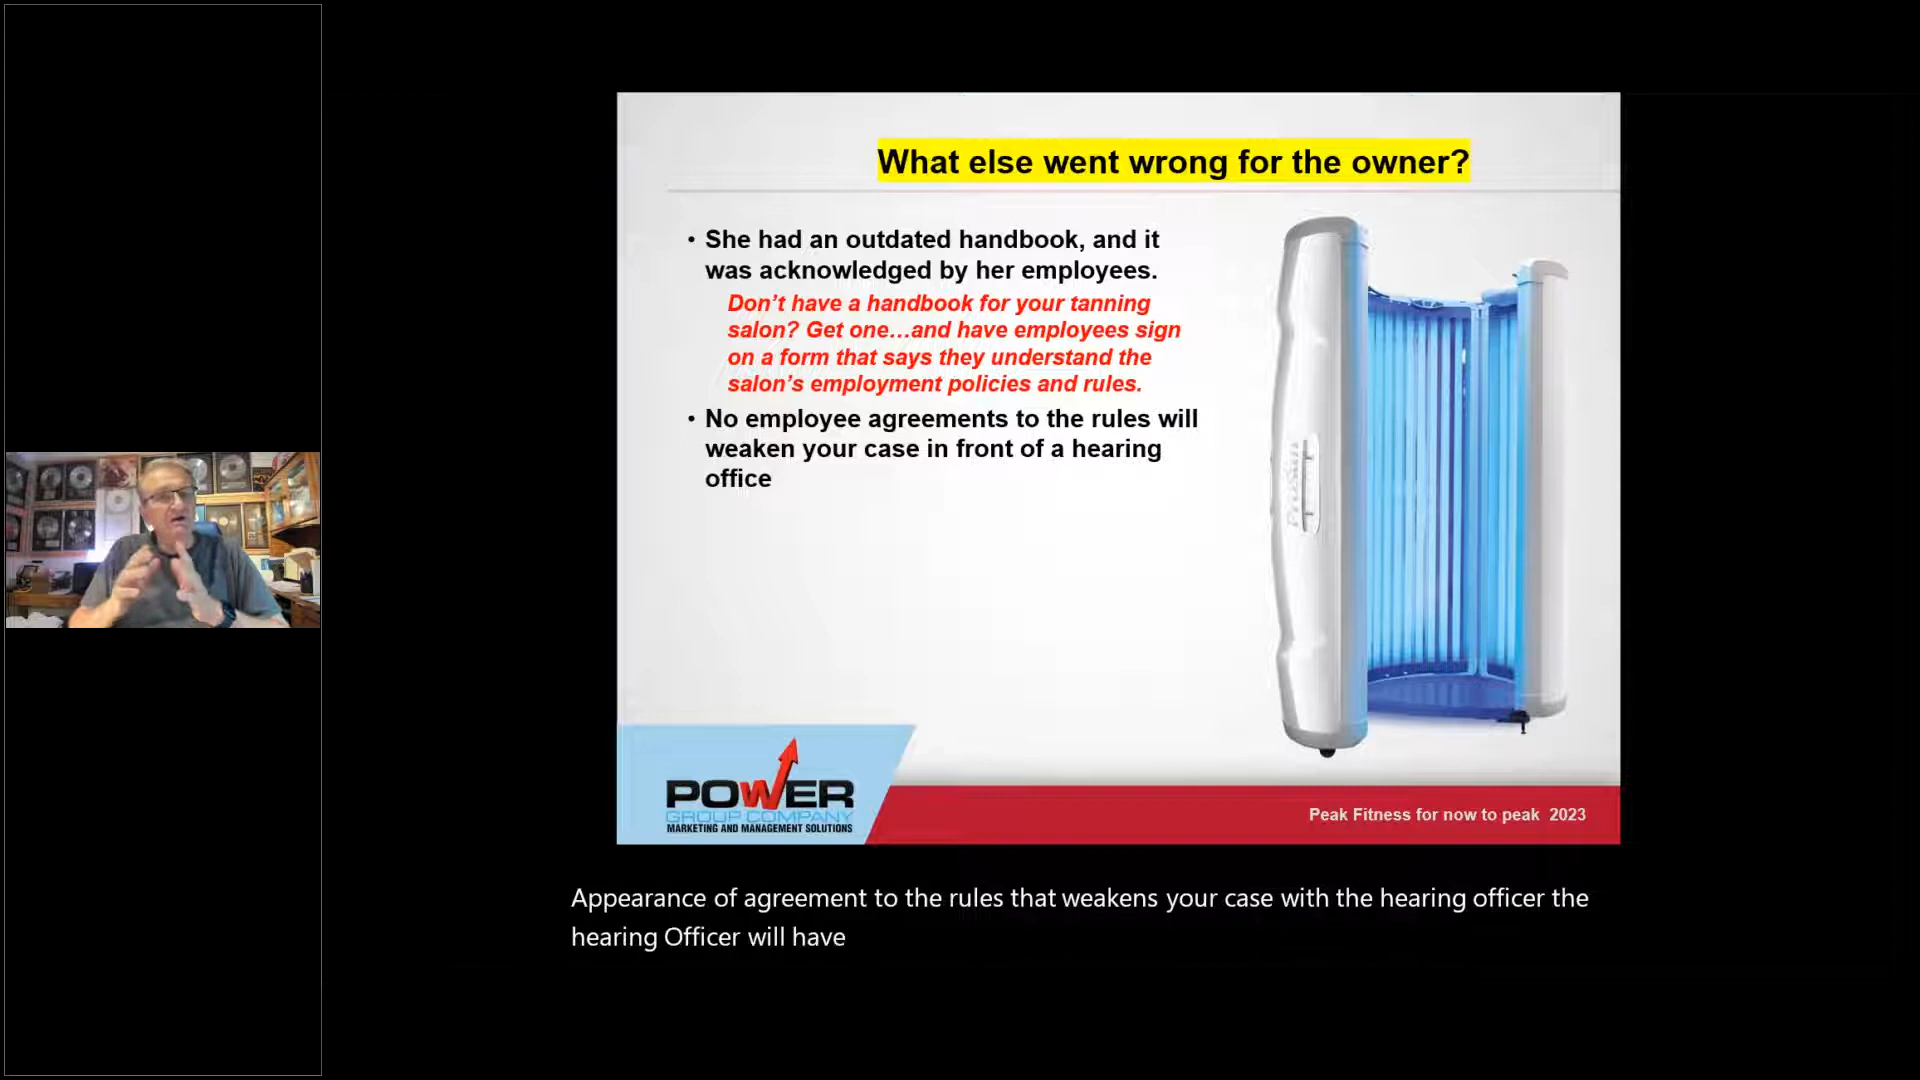 What else went wrong for the owner?
• She had an outdated handbook, and it
was acknowledged by her employees.
Don’t have a handbook for your tanning
salon? Get one…and have employees sign
on a form that says they understand the
salon’s employment policies and rules.
• No employee agreements to the rules will
weaken your case in front of a hearing
office
POWER
GROUP COMPANY
MARKETING AND MANAGEMENT SOLUTIONS
Peak Fitness for now to peak 2023
Appearance of agreement to the rules that weakens your case with the hearing officer the
hearing Officer will have